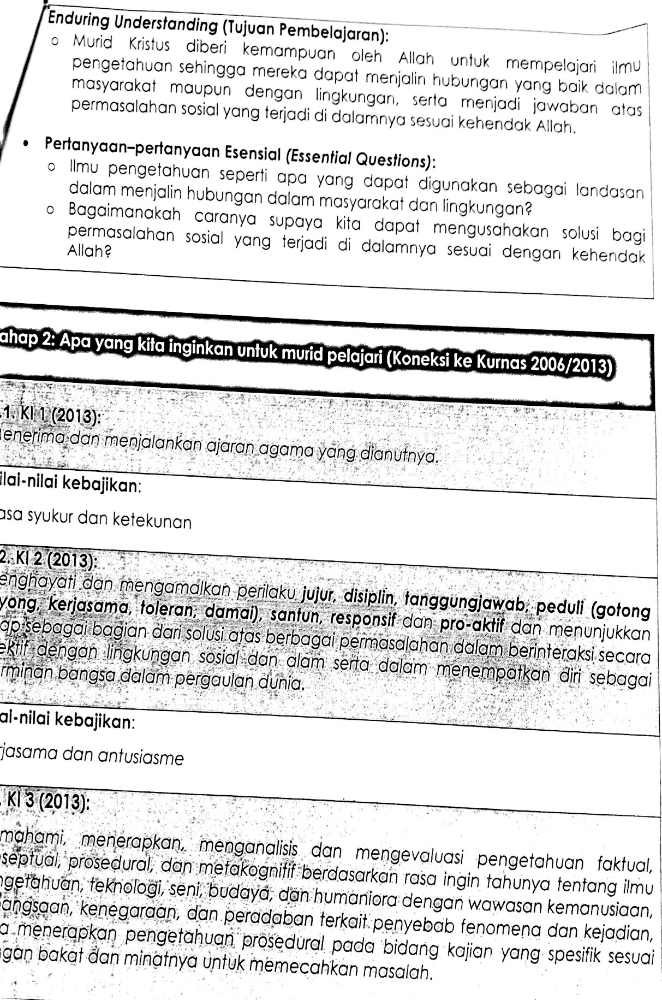 Enduring Understanding (Tujuan Pembelajaran):
o Murid Kristus diberi kemampuan oleh Allah untuk mempelajari ilmu
pengetahuan sehingga mereka dapat menjalin hubungan yang baik dalam
masyarakat maupun dengan lingkungan, serta menjadi jawaban atas
permasalahan sosial yang terjadi di dalamnya sesuai kehendak Allah.
• Pertanyaan-pertanyaan Esensial (Essential Questions):
o Ilmu pengetahuan seperti apa yang dapat digunakan sebagai landasan
dalam menjalin hubungan dalam masyarakat dan lingkungan?
o Bagaimanakah caranya supaya kita dapat mengusahakan solusi bagi
permasalahan sosial yang terjadi di dalamnya sesuai dengan kehendak
Allah?
ahap 2: Apa yang kita inginkan untuk murid pelajari (Koneksi ke Kurnas 2006/2013)
.1. KI 1 (2013):
enerima dan menjalankan ajaran agama yang dianutnya.
ilai-nilai kebajikan:
asa syukur dan ketekunan
2. KI 2 (2013):
enghayati dan mengamalkan perilaku jujur, disiplin, tanggungjawab, peduli (gotong
yong, kerjasama, toleran, damai), santun, responsif dan pro-aktif dan menunjukkan
ap sebagai bagian dari solusi atas berbagai permasalahan dalam berinteraksi secara
ektif dengan lingkungan sosial dan alam serta dalam menempatkan diri sebagai
rminan bangsa dalam pergaulan dunia.
ai-nilai kebajikan:
rjasama dan antusiasme
. KI 3 (2013):
mahami, menerapkan, menganalisis dan mengevaluasi pengetahuan faktual,
septual, prosedural, dan metakognitif berdasarkan rasa ingin tahunya tentang ilmu
ngetahuan, teknologi, seni, budaya, dan humaniora dengan wawasan kemanusiaan,
angsaan, kenegaraan, dan peradaban terkait penyebab fenomena dan kejadian,
a menerapkan pengetahuan prosedural pada bidang kajian yang spesifik sesuai
ngan bakat dan minatnya untuk memecahkan masalah.